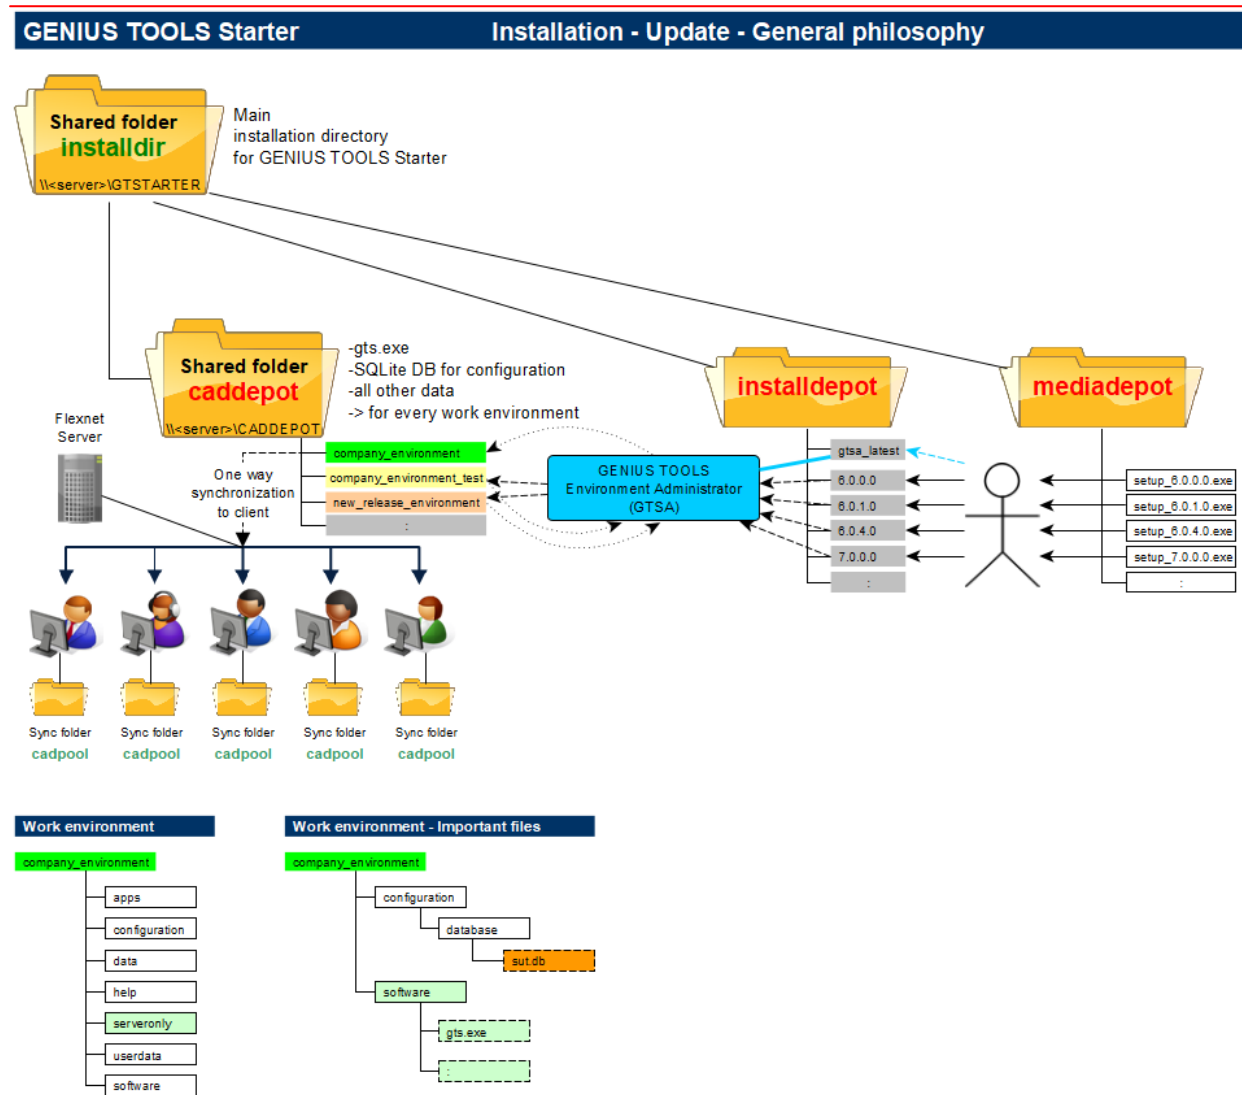 GENIUS TOOLS Starter
Installation - Update - General philosophy
Shared folder
installdir
\\<server>\GTSTARTER
Main
installation directory
for GENIUS TOOLS Starter
Shared folder
caddepot
\\<server>\CADDEPOT
-gts.exe
-SQLite DB for configuration
-all other data
-> for every work environment
installdepot
mediadepot
Flexnet
Server
One way
synchronization
to client
company_environment
company_environment_test
new_release_environment
:
GENIUS TOOLS
Environment Administrator
(GTSA)
gtsa_latest
6.0.0.0
6.0.1.0
6.0.4.0
7.0.0.0
:
setup_6.0.0.0.exe
setup_6.0.1.0.exe
setup_6.0.4.0.exe
setup_7.0.0.0.exe
:
Sync folder
cadpool
Sync folder
cadpool
Sync folder
cadpool
Sync folder
cadpool
Sync folder
cadpool
Work environment
company_environment
apps
configuration
data
help
serveronly
userdata
software
Work environment - Important files
company_environment
configuration
database
sut.db
software
gts.exe
: